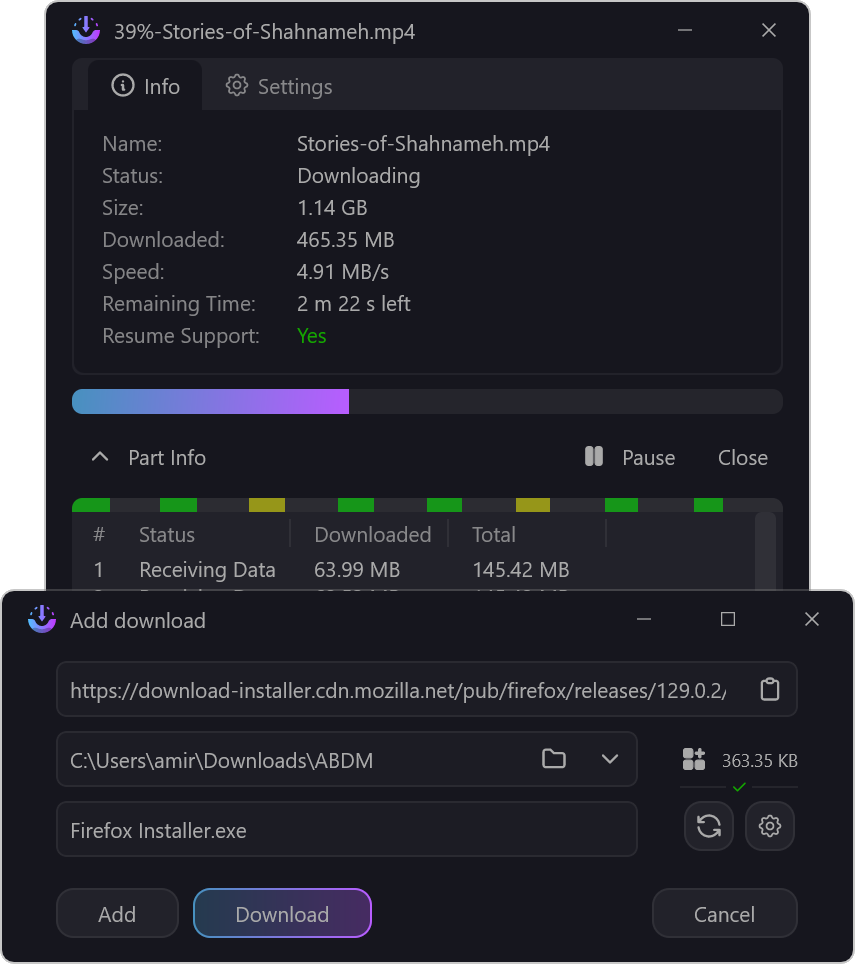 39%-Stories-of-Shahnameh.mp4
Info Settings
Name: Stories-of-Shahnameh.mp4
Status: Downloading
Size: 1.14 GB
Downloaded: 465.35 MB
Speed: 4.91 MB/s
Remaining Time: 2 m 22 s left
Resume Support: Yes
Part Info Pause Close
# Status Downloaded Total
1 Receiving Data 63.99 MB 145.42 MB
Add download
https://download-installer.cdn.mozilla.net/pub/firefox/releases/129.0.2/
C:\Users\amir\Downloads\ABDM 363.35 KB
Firefox Installer.exe
Add Download Cancel